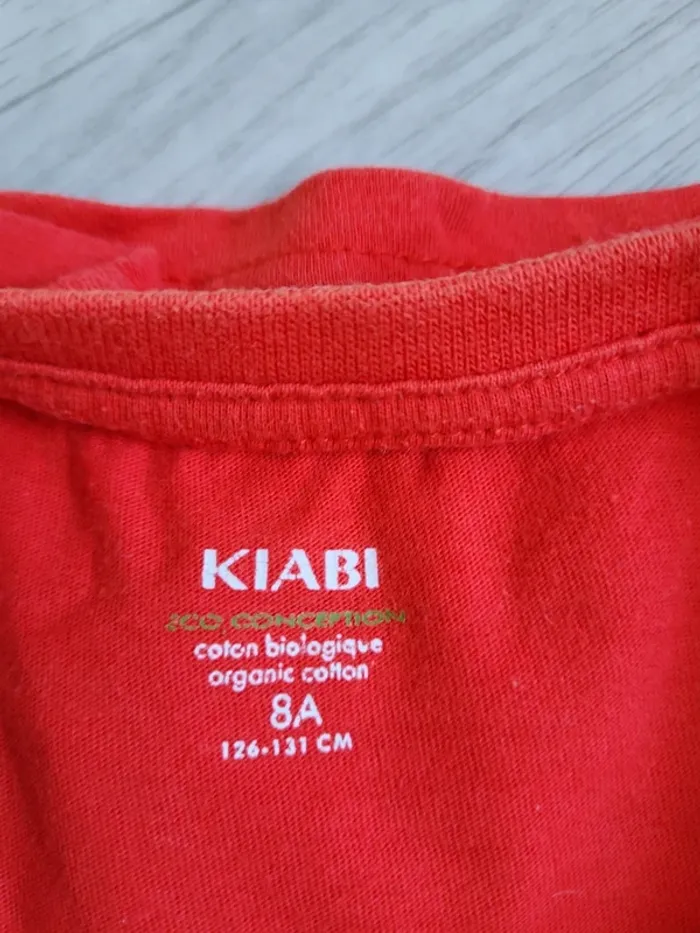 KIABI
ECO CONCEPTION
coton biologique
organic cotton
8A
126-131 CM